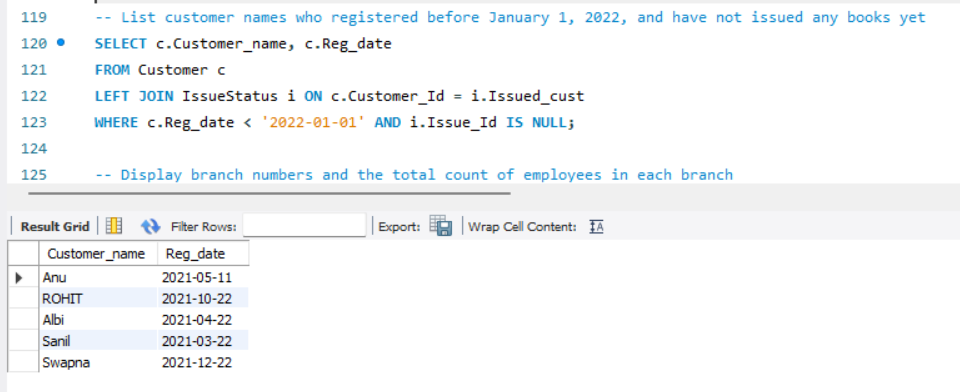 119 -- List customer names who registered before January 1, 2022, and have not issued any books yet
120 SELECT c.Customer_name, c.Reg_date
121 FROM Customer c
122 LEFT JOIN IssueStatus i ON c.Customer_Id = i.Issued_cust
123 WHERE c.Reg_date < '2022-01-01' AND i.Issue_Id IS NULL;
124
125 -- Display branch numbers and the total count of employees in each branch
Result Grid Filter Rows: Export: Wrap Cell Content: IA
Customer_name Reg_date
Anu 2021-05-11
ROHIT 2021-10-22
Albi 2021-04-22
Sanil 2021-03-22
Swapna 2021-12-22